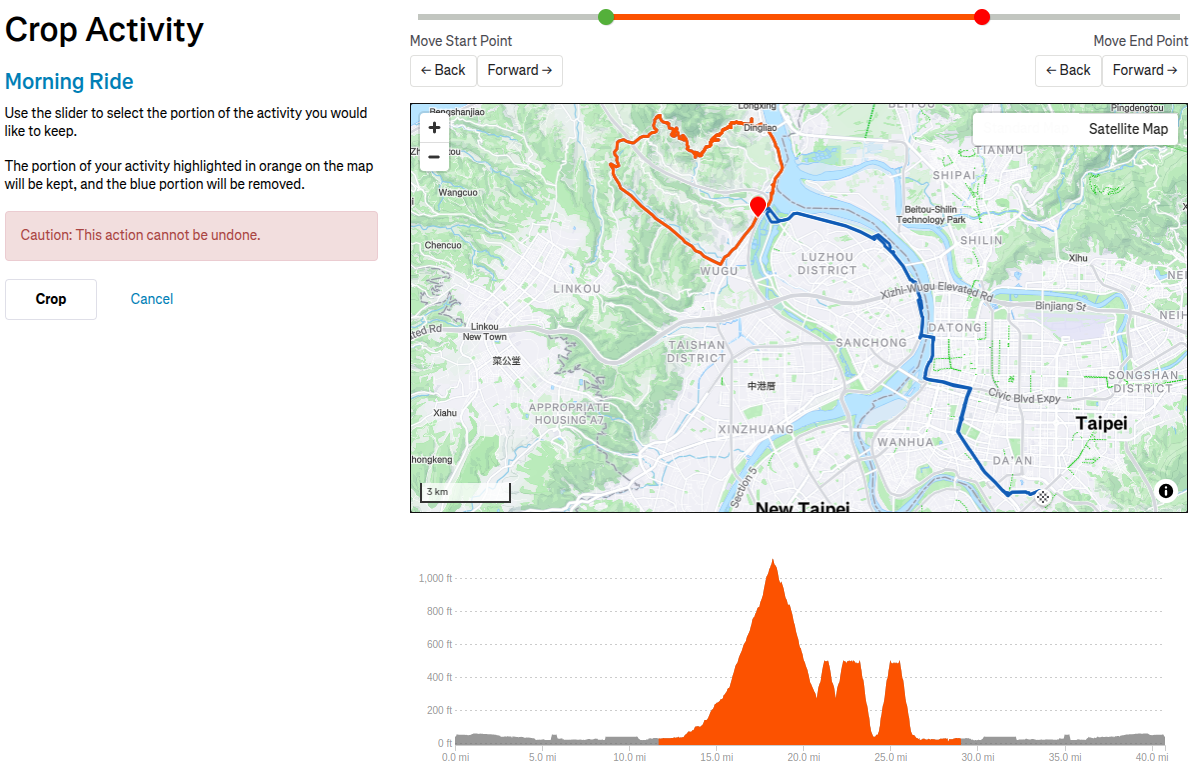 Crop Activity
Morning Ride
Use the slider to select the portion of the activity you would
like to keep.
The portion of your activity highlighted in orange on the map
will be kept, and the blue portion will be removed.
Caution: This action cannot be undone.
Crop
Cancel
Move Start Point
Move End Point
← Back
Forward →
← Back
Forward →
+
−
Satellite Map
Longxing
Pingdengtou
Dingliao
TIANMU
SHIPAI
Wangcuo
Beitou-Shilin
Technology Park
Chencuo
SHILIN
LUZHOU
DISTRICT
Xihu
WUGU
LINKOU
Xizhi-Wugu Elevated Rd
Binjiang St
DATONG
Linkou
New Town
SANCHONG
TAISHAN
DISTRICT
菜公堂
中港厝
SONGSHAN
DISTRICT
Civic Blvd Expy
APPROPRIATE
HOUSING A7
Xiahu
Taipei
XINZHUANG
WANHUA
DA'AN
Section 5
3 km
New Taipei
1,000 ft
800 ft
600 ft
400 ft
200 ft
0 ft
0.0 mi
5.0 mi
10.0 mi
15.0 mi
20.0 mi
25.0 mi
30.0 mi
35.0 mi
40.0 mi